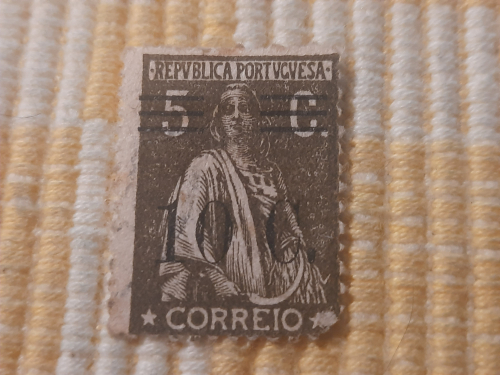 ·REPVBLICA PORTVGVESA·
5 C.
10 C.
CORREIO